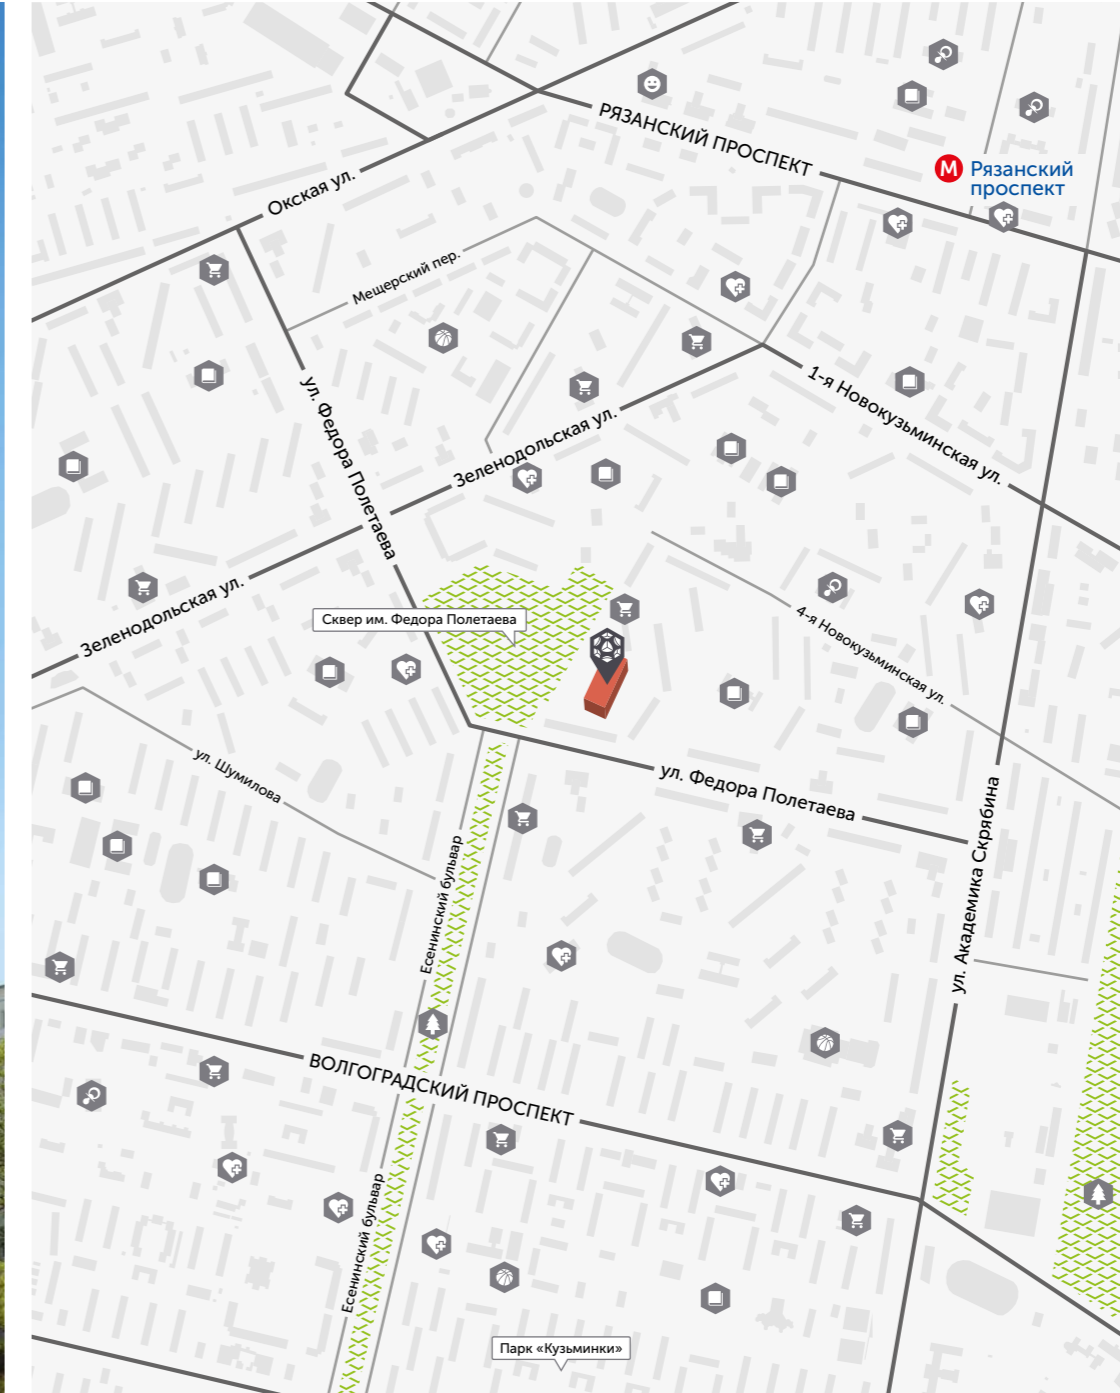 РЯЗАНСКИЙ ПРОСПЕКТ
М Рязанский
проспект
Окская ул.
Мещерский пер.
ул. Федора Полетаева
1-я Новокузьминская ул.
Зеленодольская ул.
Зеленодольская ул.
Сквер им. Федора Полетаева
4-я Новокузьминская ул.
ул. Шумилова
ул. Федора Полетаева
ул. Академика Скрябина
Есенинский бульвар
ВОЛГОГРАДСКИЙ ПРОСПЕКТ
Есенинский бульвар
Парк «Кузьминки»